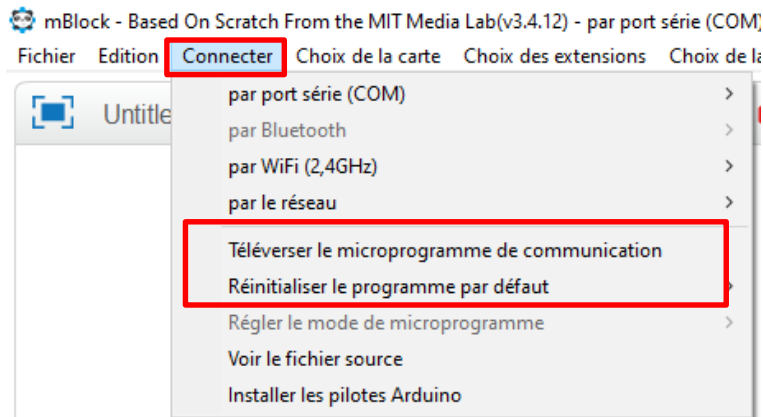 mBlock - Based On Scratch From the MIT Media Lab(v3.4.12) - par port série (COM)
Fichier Edition Connecter Choix de la carte Choix des extensions Choix de
Untitle
par port série (COM)
par Bluetooth
par WiFi (2,4GHz)
par le réseau
Téléverser le microprogramme de communication
Réinitialiser le programme par défaut
Régler le mode de microprogramme
Voir le fichier source
Installer les pilotes Arduino